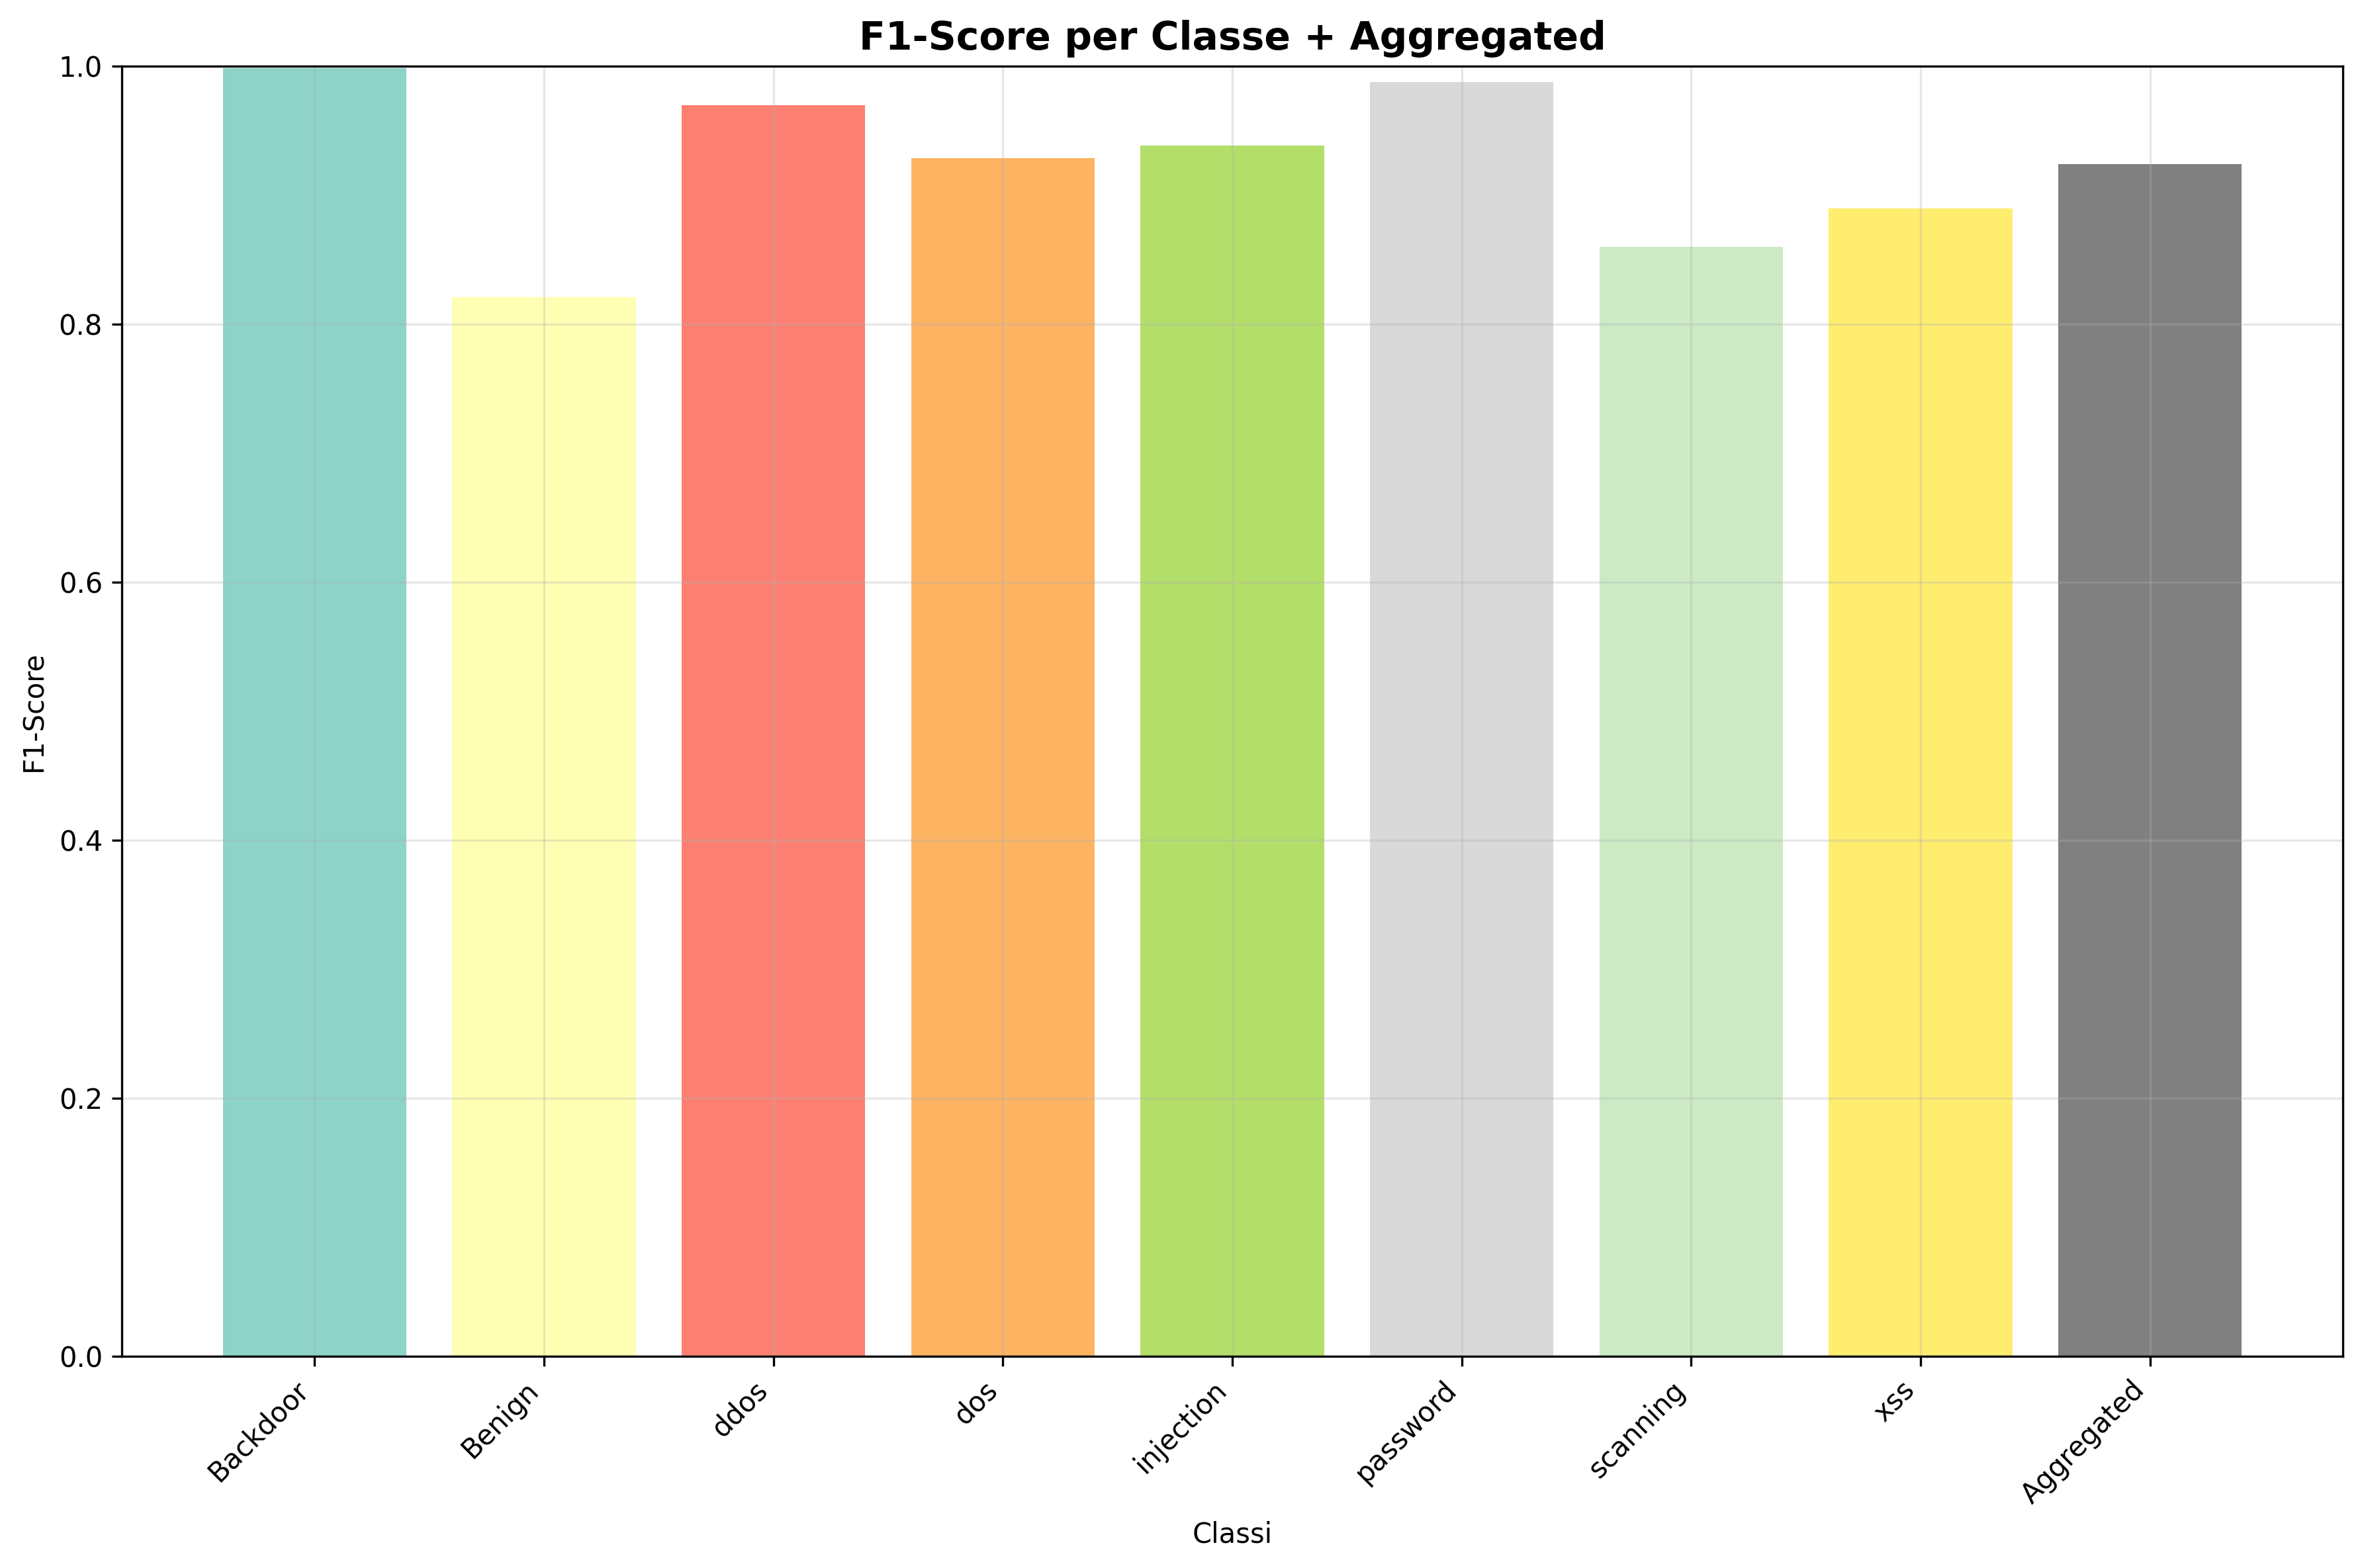 F1-Score per Classe + Aggregated
1.0
0.8
0.6
0.4
0.2
0.0
F1-Score
Backdoor
Benign
ddos
dos
injection
password
scanning
xss
Aggregated
Classi